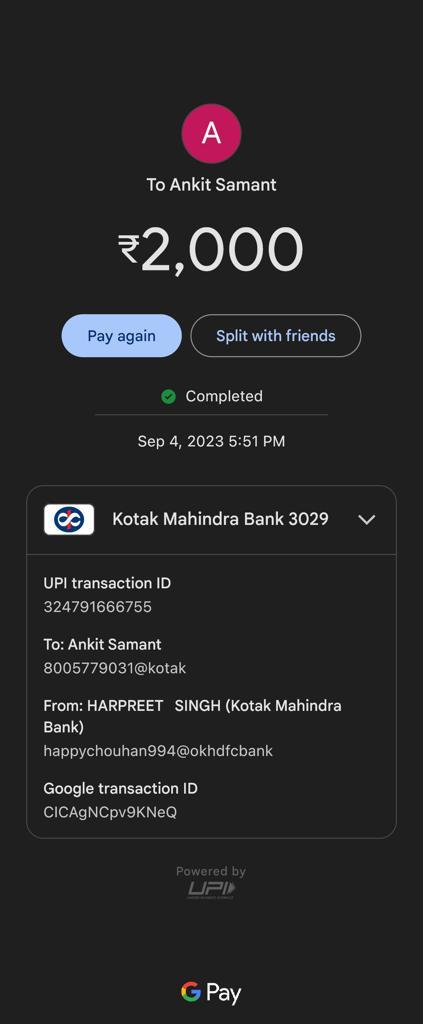 A
To Ankit Samant
₹2,000
Pay again
Split with friends
Completed
Sep 4, 2023 5:51 PM
Kotak Mahindra Bank 3029
UPI transaction ID
324791666755
To: Ankit Samant
8005779031@kotak
From: HARPREET SINGH (Kotak Mahindra
Bank)
happychouhan994@okhdfcbank
Google transaction ID
CICAgNCpv9KNeQ
Powered by
UPI
G Pay